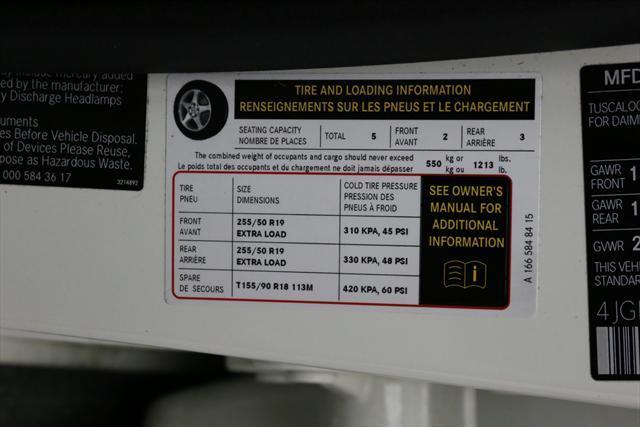 by include mercury added
ed by the manufacturer;
y Discharge Headlamps
uments
es Before Vehicle Disposal.
of Devices Please Reuse,
pose as Hazardous Waste.
000 584 36 17
3214892
TIRE AND LOADING INFORMATION
RENSEIGNEMENTS SUR LES PNEUS ET LE CHARGEMENT
SEATING CAPACITY
NOMBRE DE PLACES
TOTAL 5
FRONT
AVANT
2
REAR
ARRIÈRE
3
The combined weight of occupants and cargo should never exceed
Le poids total des occupants et du chargement ne doit jamais dépasser
550 kg or
kg ou
1213 lbs.
lb.
TIRE
PNEU
SIZE
DIMENSIONS
COLD TIRE PRESSURE
PRESSION DES
PNEUS À FROID
FRONT
AVANT
255/50 R19
EXTRA LOAD
310 KPA, 45 PSI
REAR
ARRIÈRE
255/50 R19
EXTRA LOAD
330 KPA, 48 PSI
SPARE
DE SECOURS
T155/90 R18 113M
420 KPA, 60 PSI
SEE OWNER'S
MANUAL FOR
ADDITIONAL
INFORMATION
A 166 584 84 15
MFD
TUSCALOO
FOR DAIM
GAWR
FRONT 1
GAWR
REAR 1
GVWR 2
THIS VEH
STANDAR
4JG